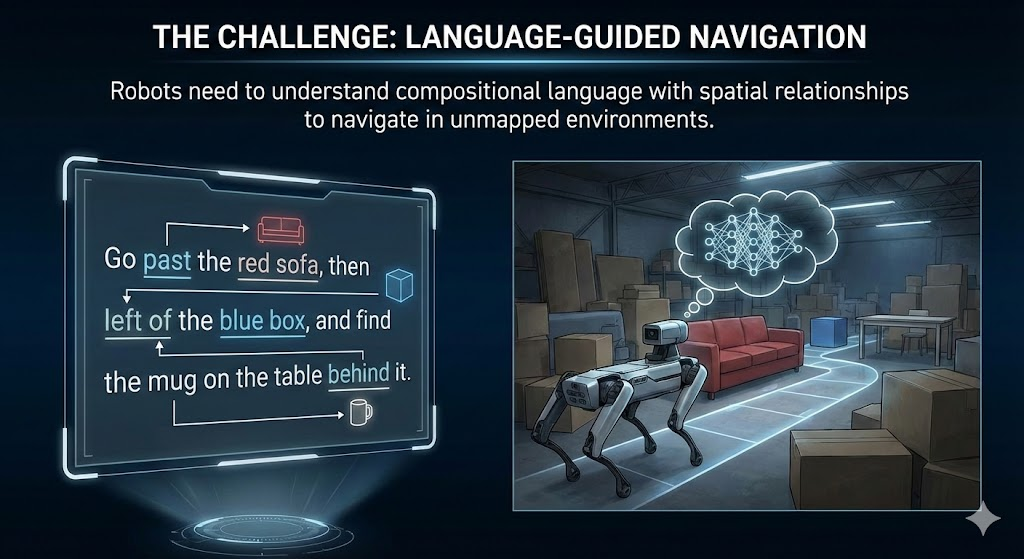 THE CHALLENGE: LANGUAGE-GUIDED NAVIGATION
Robots need to understand compositional language with spatial relationships
to navigate in unmapped environments.
Go past the red sofa, then
left of the blue box, and find
the mug on the table behind it.